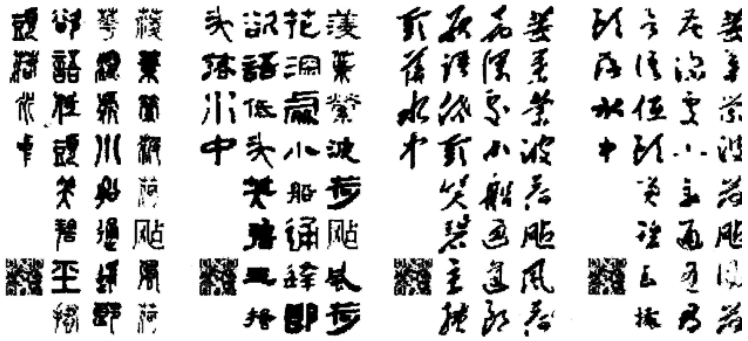 菱葉縈波荷颭風荷
花深處小船通逢郎
欲語低頭笑碧玉搔
頭落水中
菱葉縈波荷颭風荷
花深處小船通逢郎
欲語低头笑碧玉搔
头落水中
菱葉縈波荷颭風荷
花深處小船通逢郎
欲語低頭笑碧玉搔
頭落水中
菱葉縈波荷颭風荷
花深處小船通逢郎
欲語低頭笑碧玉搔
頭落水中